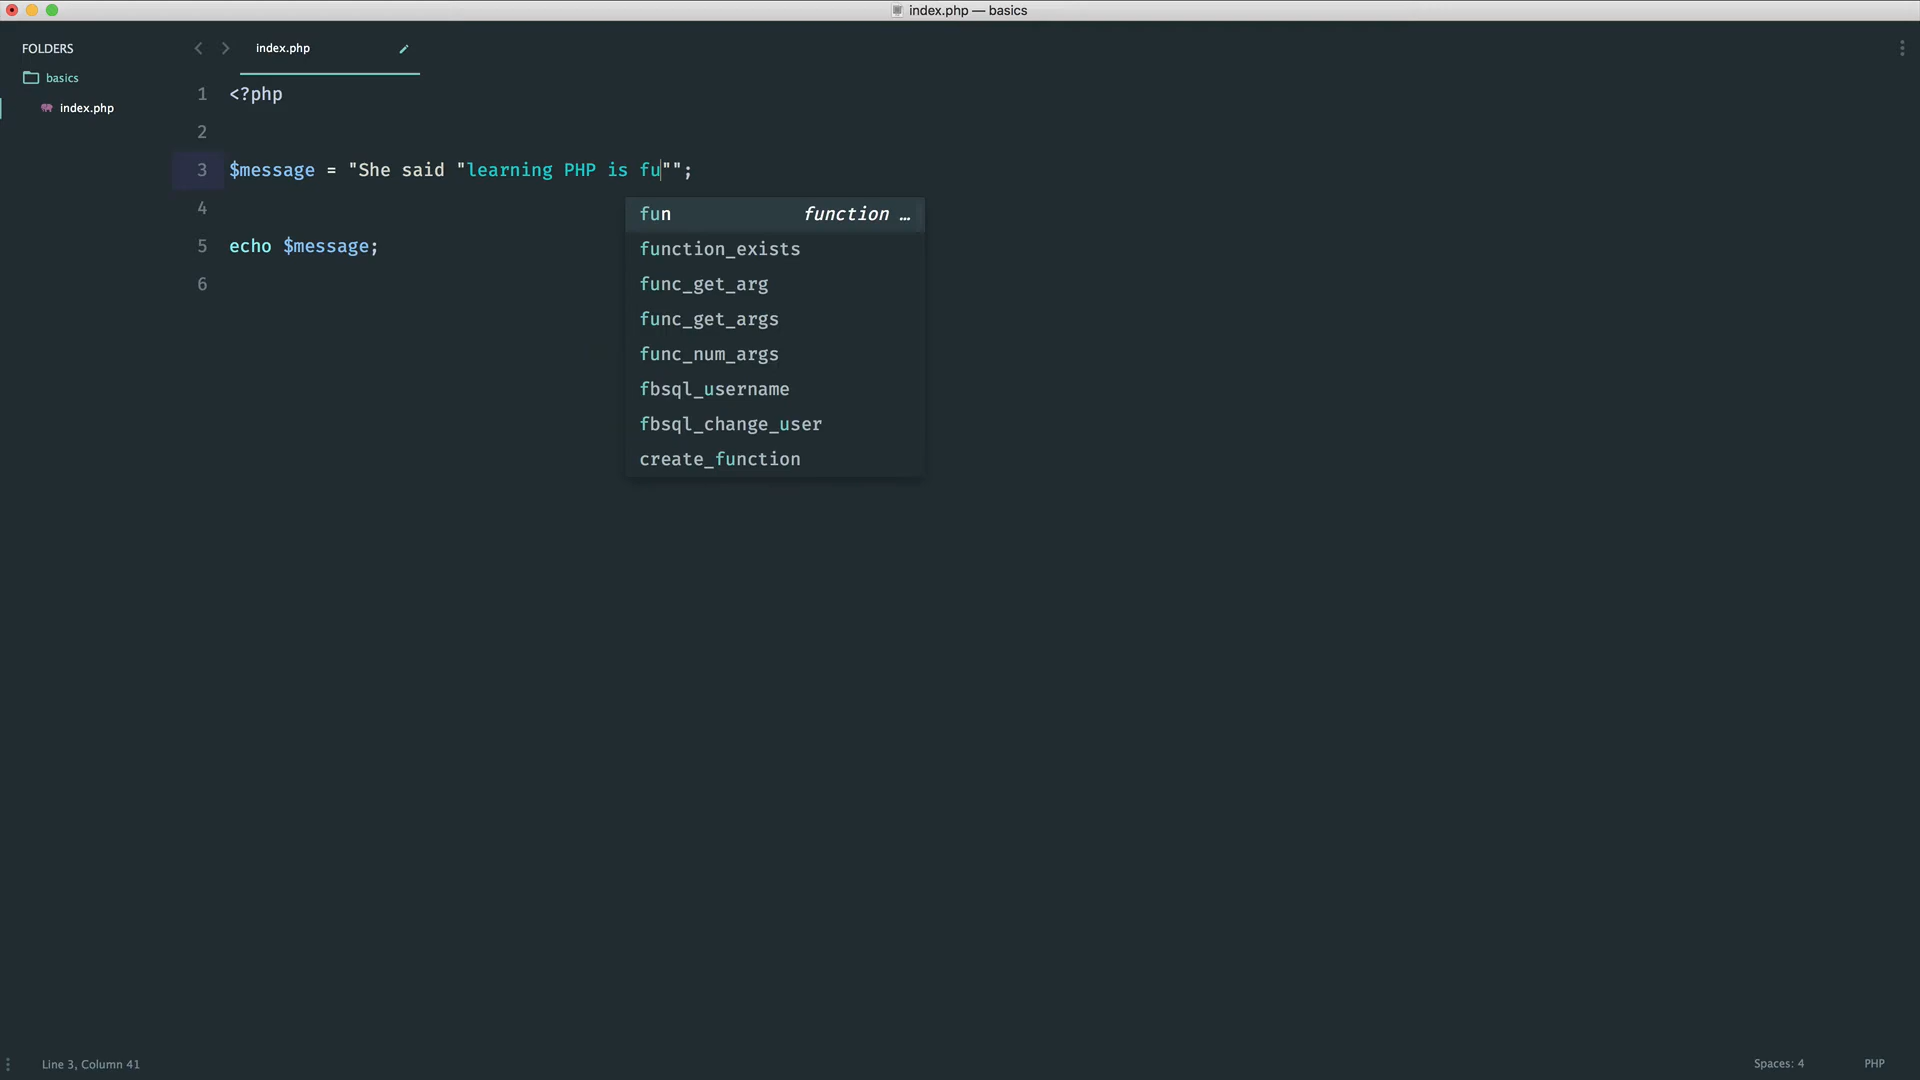 index.php — basics
FOLDERS
basics
index.php
index.php
1 <?php
2
3 $message = "She said "learning PHP is fu"";
4
5 echo $message;
6
fun function …
function_exists
func_get_arg
func_get_args
func_num_args
fbsql_username
fbsql_change_user
create_function
Line 3, Column 41
Spaces: 4
PHP